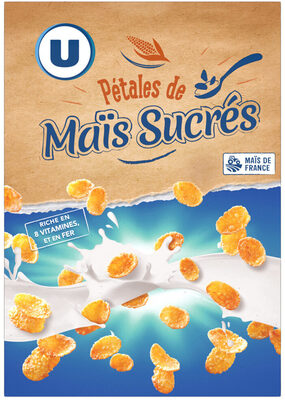 U
Pétales de
Maïs Sucrés
MAÏS DE
FRANCE
RICHE EN
8 VITAMINES,
ET EN FER